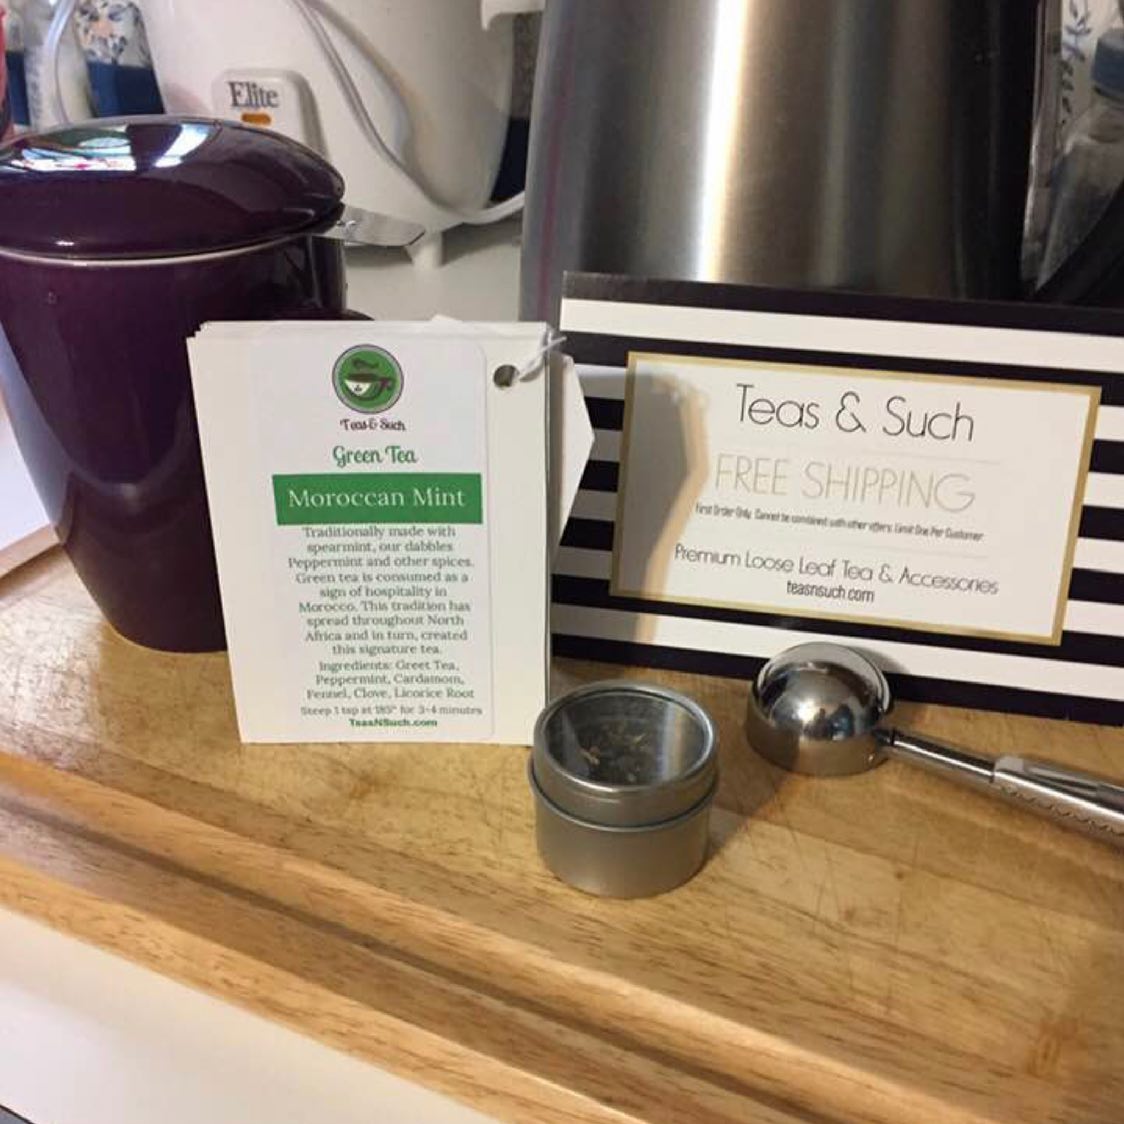 Elite
Teas & Such
Green Tea
Moroccan Mint
Traditionally made with
spearmint, our dabbles
Peppermint and other spices.
Green tea is consumed as a
sign of hospitality in
Morocco. This tradition has
spread throughout North
Africa and in turn, created
this signature tea.
Ingredients: Greet Tea,
Peppermint, Cardamom,
Fennel, Clove, Licorice Root
Steep 1 tsp at 185° for 3-4 minutes
TeasNSuch.com
Teas & Such
FREE SHIPPING
First Order Only. Cannot be combined with other offers. Limit One Per Customer
Premium Loose Leaf Tea & Accessories
teasnsuch.com